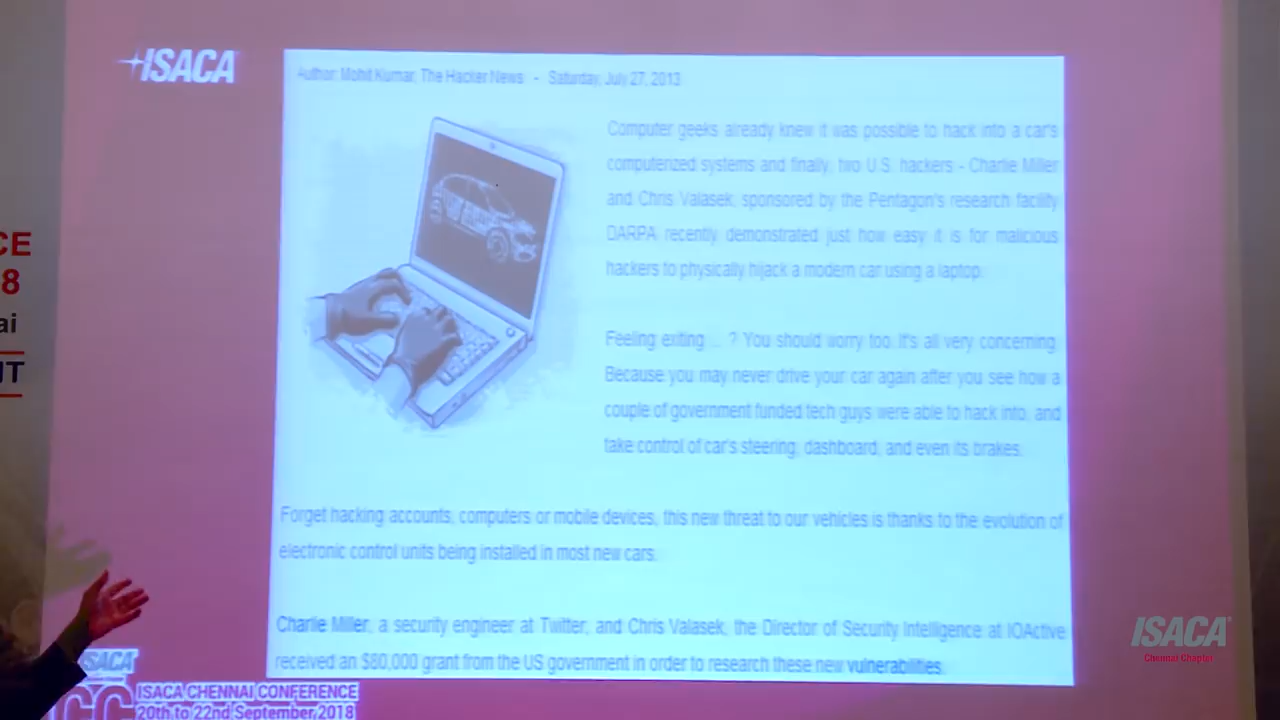 ISACA
Author: Mohit Kumar, The Hacker News - Saturday, July 27, 2013
Computer geeks already knew it was possible to hack into a car's
computerized systems and finally, two U.S. hackers - Charlie Miller
and Chris Valasek, sponsored by the Pentagon's research facility
DARPA recently demonstrated just how easy it is for malicious
hackers to physically hijack a modern car using a laptop.
Feeling exiting... ? You should worry too. It's all very concerning.
Because you may never drive your car again after you see how a
couple of government funded tech guys were able to hack into, and
take control of car's steering, dashboard, and even its brakes.
Forget hacking accounts, computers or mobile devices, this new threat to our vehicles is thanks to the evolution of
electronic control units being installed in most new cars.
Charlie Miller, a security engineer at Twitter, and Chris Valasek, the Director of Security Intelligence at IOActive
received an $80,000 grant from the US government in order to research these new vulnerabilities.
CE
8
ai
IT
ISACA
Chennai Chapter
ISACA
CC
ISACA CHENNAI CONFERENCE
20th to 22nd September 2018